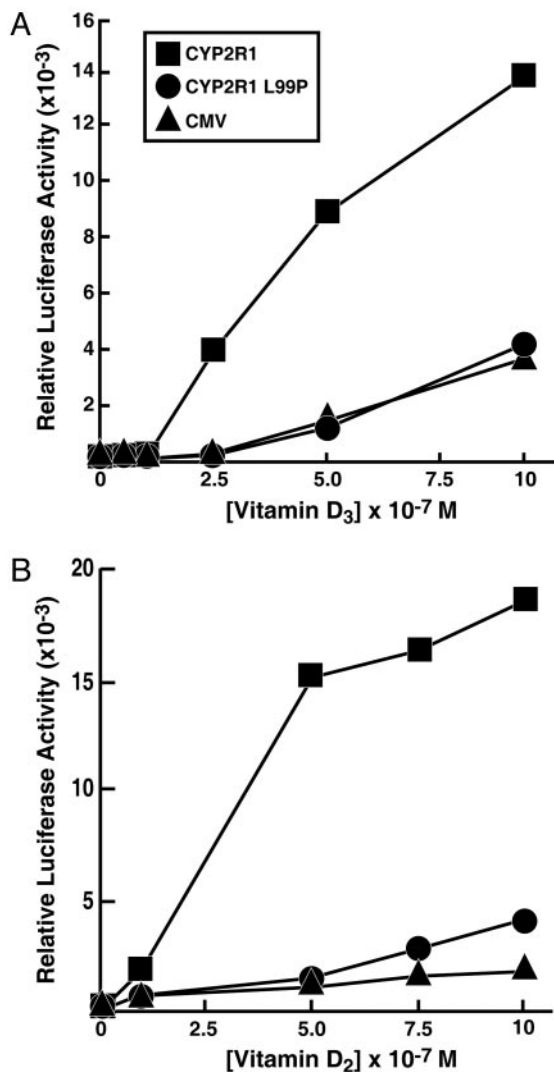 A
Relative Luciferase Activity (x10-3)
16
14
12
10
8
6
4
2
CYP2R1
CYP2R1 L99P
CMV
0 2.5 5.0 7.5 10
[Vitamin D3] x 10-7 M
B
Relative Luciferase Activity (x10-3)
20
15
10
5
0 2.5 5.0 7.5 10
[Vitamin D2] x 10-7 M